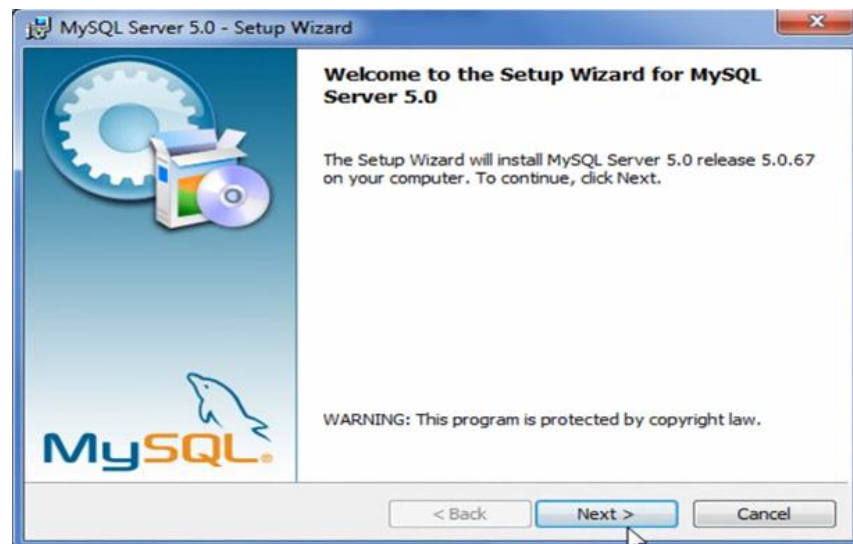 MySQL Server 5.0 - Setup Wizard
Welcome to the Setup Wizard for MySQL
Server 5.0
The Setup Wizard will install MySQL Server 5.0 release 5.0.67
on your computer. To continue, click Next.
WARNING: This program is protected by copyright law.
MySQL®
< Back Next > Cancel